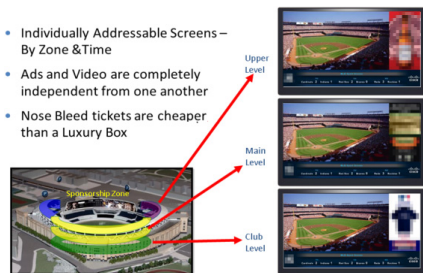 Individually Addressable Screens –
By Zone &Time
Ads and Video are completely
independent from one another
Nose Bleed tickets are cheaper
than a Luxury Box
Upper
Level
Main
Level
Club
Level
Sponsorship Zone